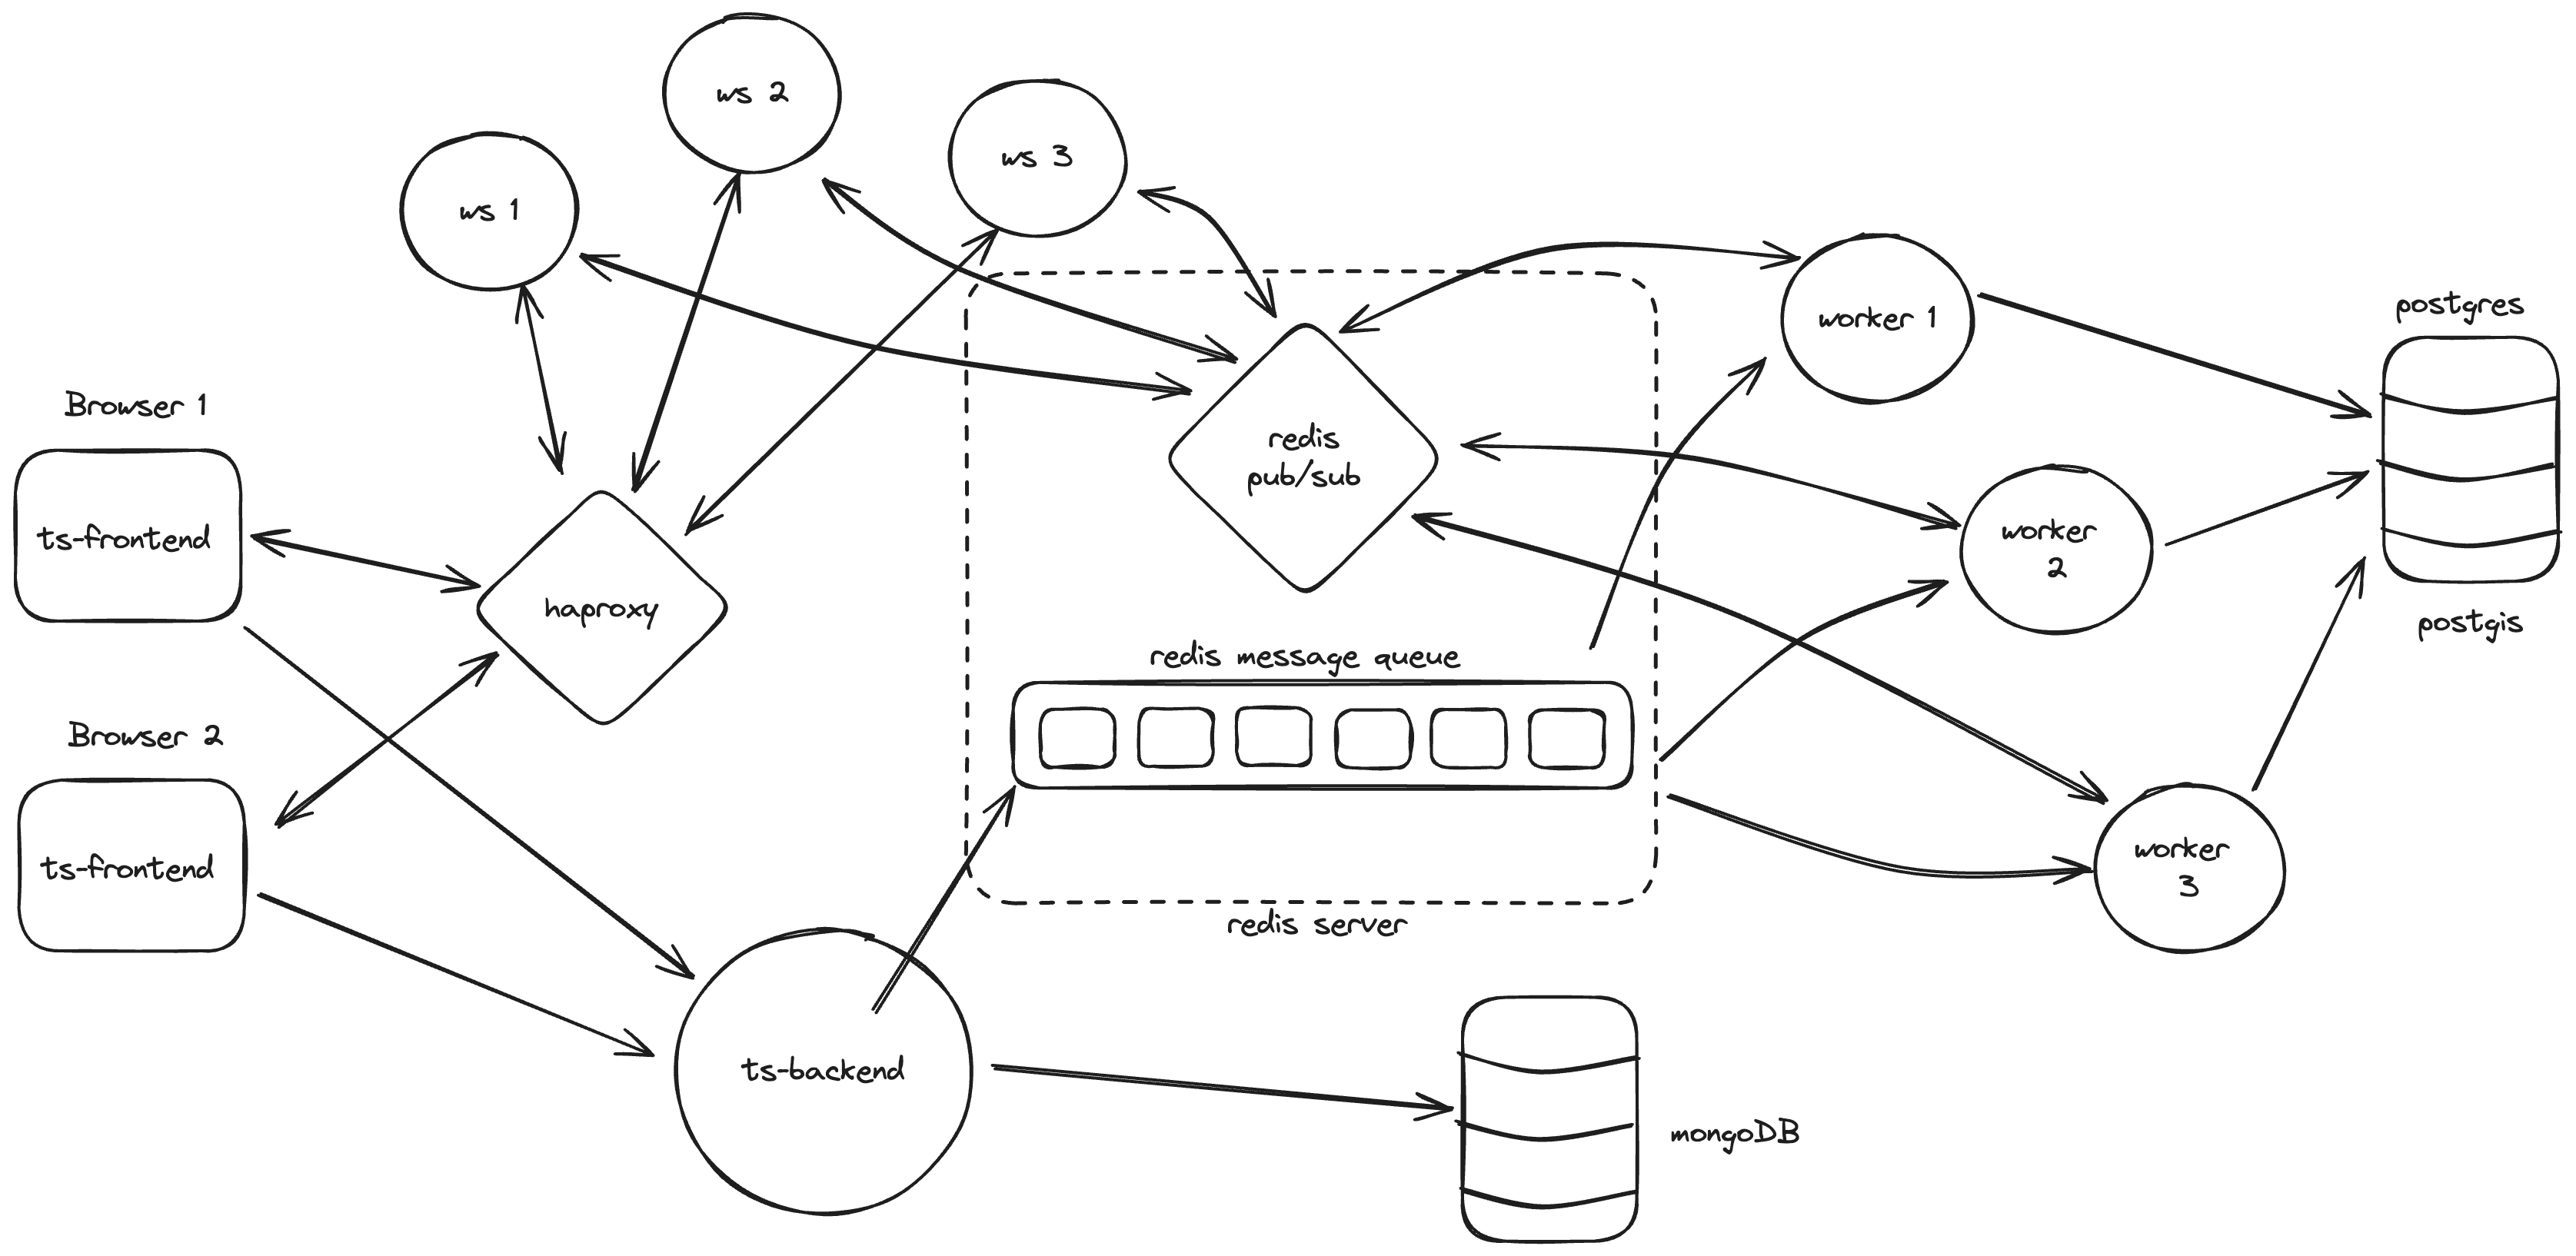 ws 2
ws 3
ws 1
Browser 1
ts-frontend
haproxy
Browser 2
ts-frontend
redis
pub/sub
redis message queue
redis server
ts-backend
mongoDB
worker 1
worker
2
worker
3
postgres
postgis